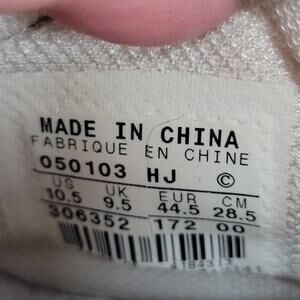 MADE IN CHINA
FABRIQUE EN CHINE
050103 HJ ©
US UK EUR CM
10.5 9.5 44.5 28.5
306352 172 00